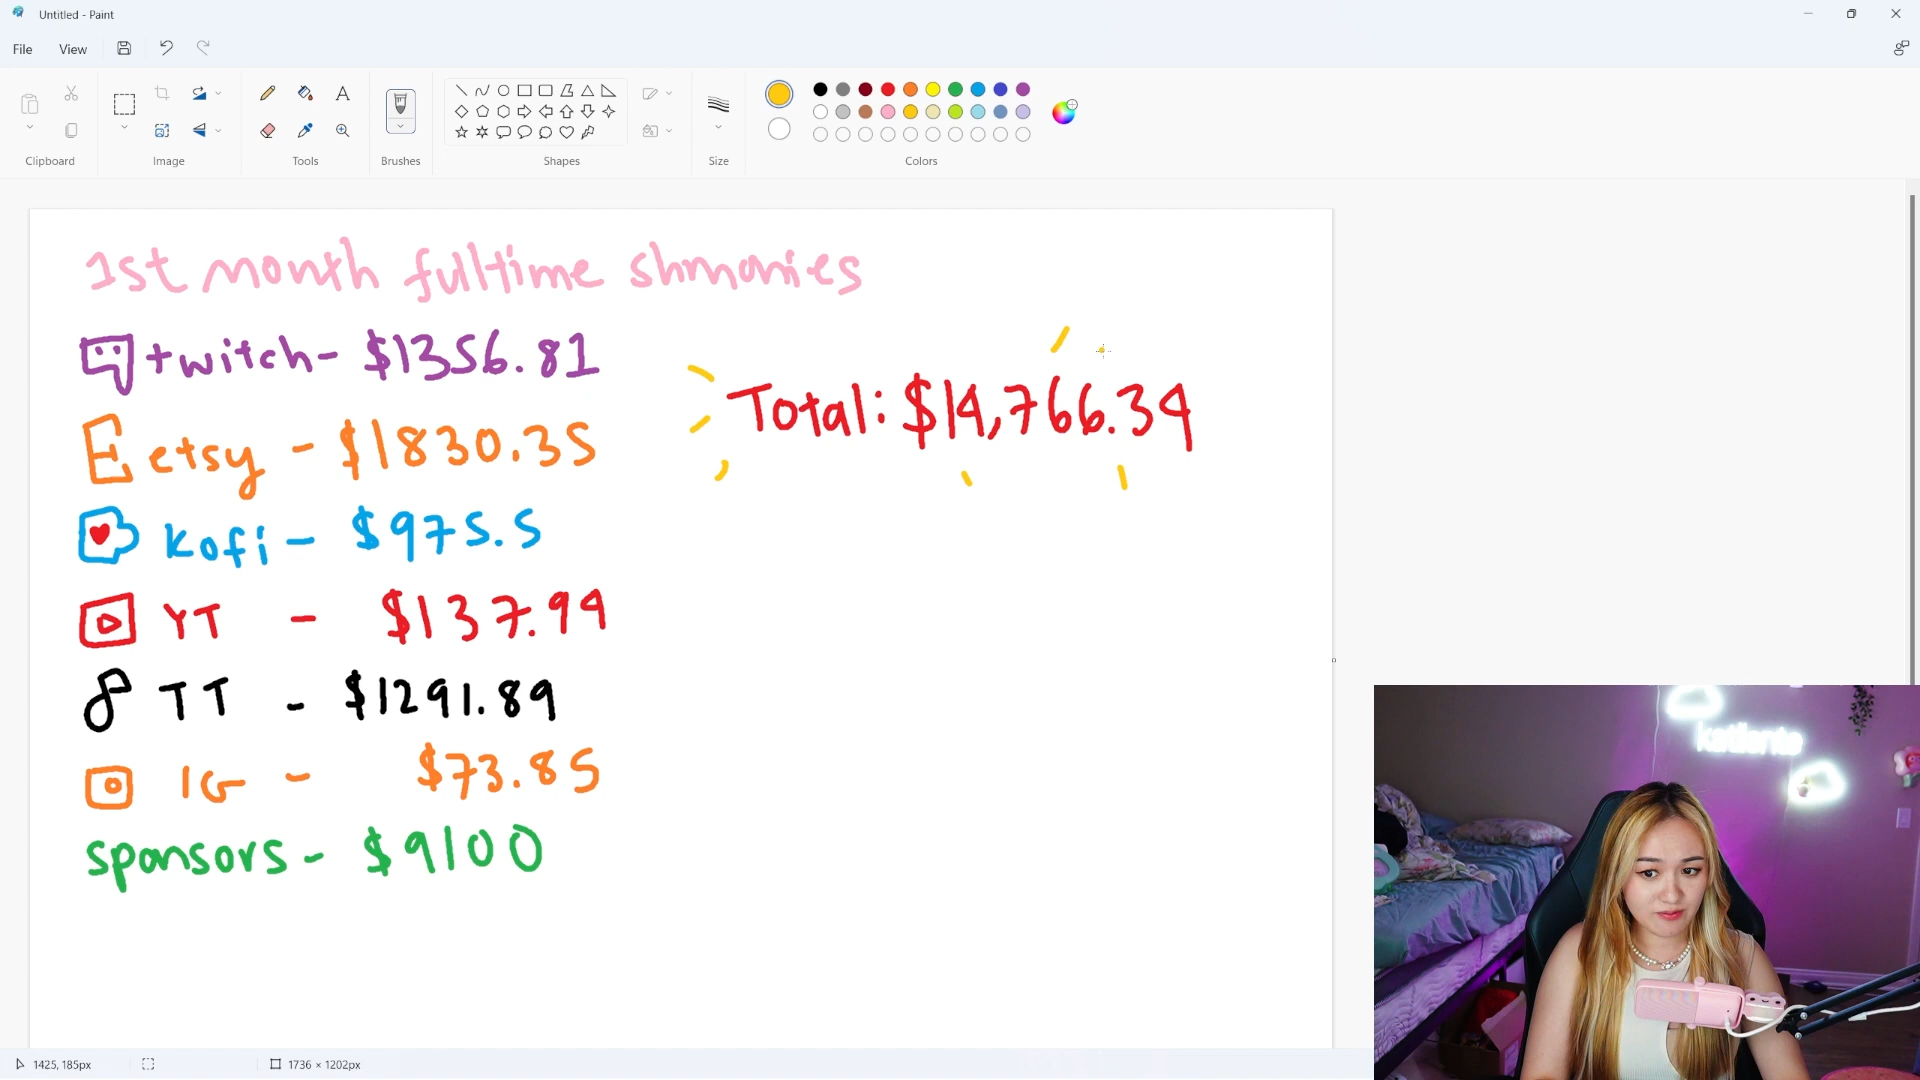 Untitled - Paint
File View
Clipboard Image Tools Brushes Shapes Size Colors
1st month fulltime shmonies
twitch- $1356.81
Total: $14,766.34
E etsy - $1830.35
Kofi - $975.5
YT - $137.94
TT - $1291.89
IG - $73.85
sponsors - $9100
katlente
1425, 185px 1736 × 1202px